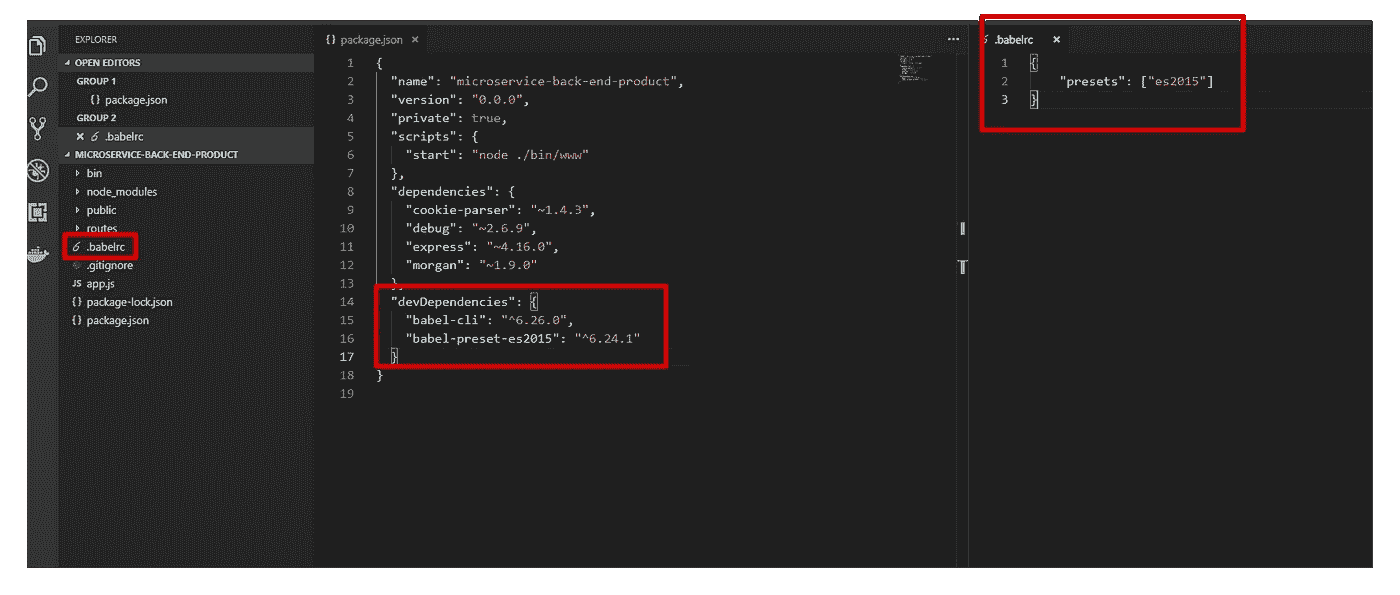 EXPLORER
OPEN EDITORS
GROUP 1
{} package.json
GROUP 2
.babelrc
MICROSERVICE-BACK-END-PRODUCT
bin
node_modules
public
routes
.babelrc
.gitignore
JS app.js
{} package-lock.json
{} package.json
{} package.json ×
1 {
2 "name": "microservice-back-end-product",
3 "version": "0.0.0",
4 "private": true,
5 "scripts": {
6 "start": "node ./bin/www"
7 },
8 "dependencies": {
9 "cookie-parser": "~1.4.3",
10 "debug": "~2.6.9",
11 "express": "~4.16.0",
12 "morgan": "~1.9.0"
13 },
14 "devDependencies": {
15 "babel-cli": "^6.26.0",
16 "babel-preset-es2015": "^6.24.1"
17 }
18 }
19
.babelrc ×
1 {
2 "presets": ["es2015"]
3 }